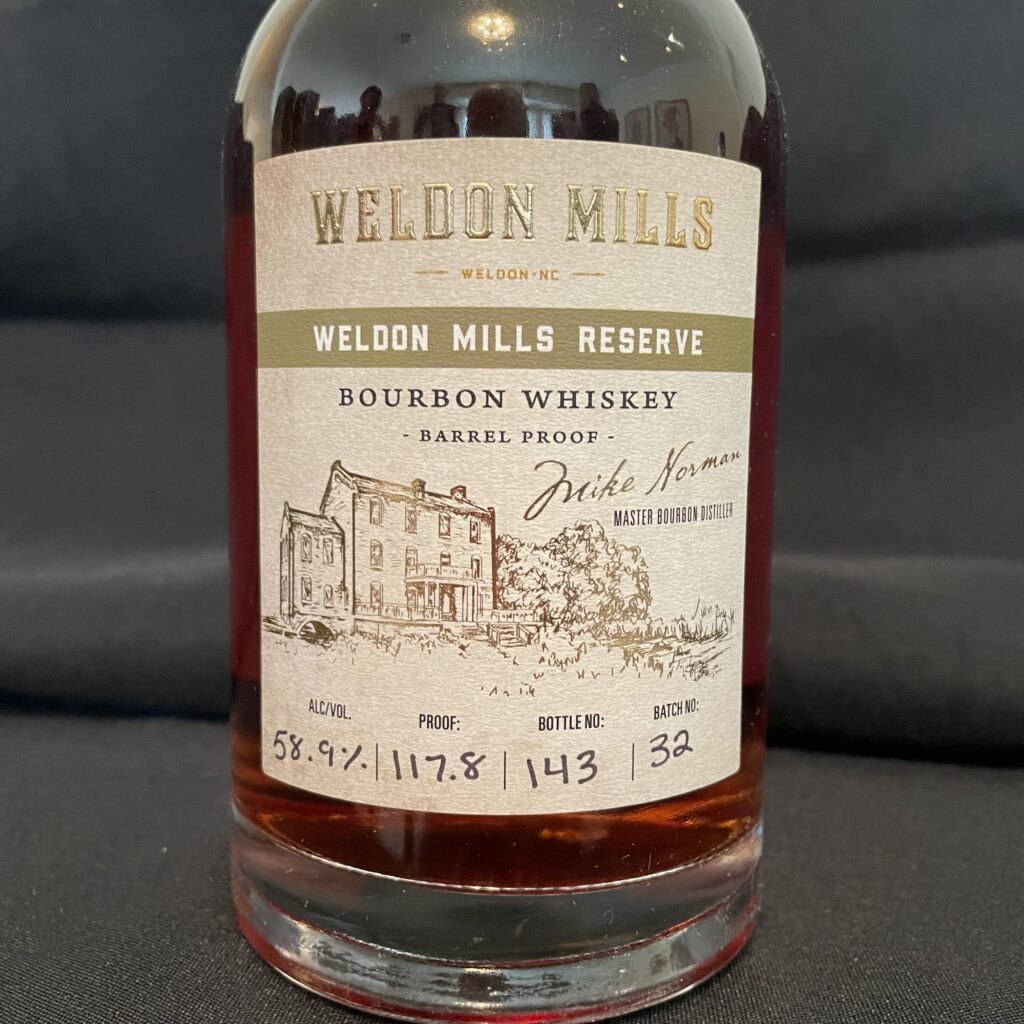 WELDON MILLS
WELDON·NC
WELDON MILLS RESERVE
BOURBON WHISKEY
- BARREL PROOF -
Mike Norman
MASTER BOURBON DISTILLER
ALC/VOL. PROOF: BOTTLE NO: BATCH NO:
58.9% 117.8 143 32